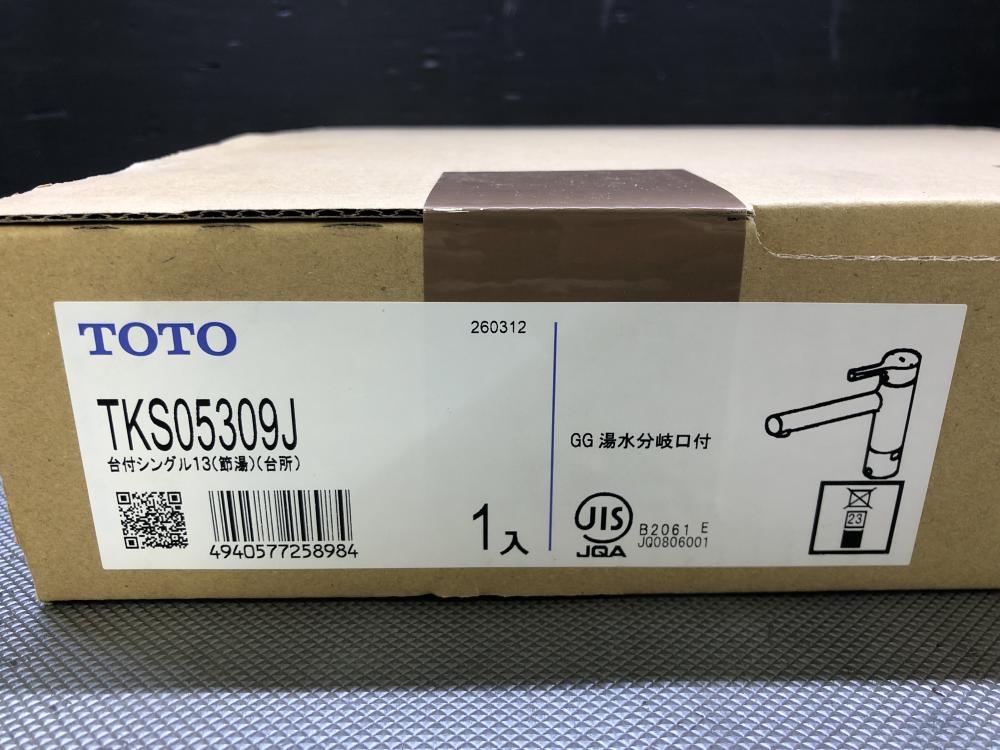 TOTO
260312
TKS05309J
台付シングル13(節湯)(台所)
4940577258984
1入
GG 湯水分岐口付
JIS
JQA
B2061 E
JQ0806001
23